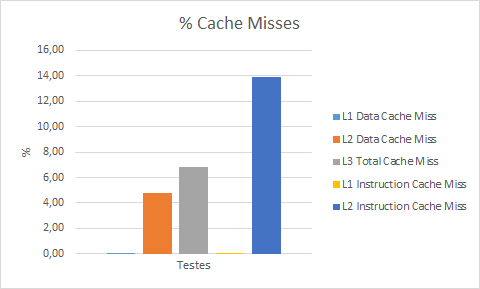 % Cache Misses
16,00
14,00
12,00
10,00
8,00
6,00
4,00
2,00
0,00
%
Testes
L1 Data Cache Miss
L2 Data Cache Miss
L3 Total Cache Miss
L1 Instruction Cache Miss
L2 Instruction Cache Miss